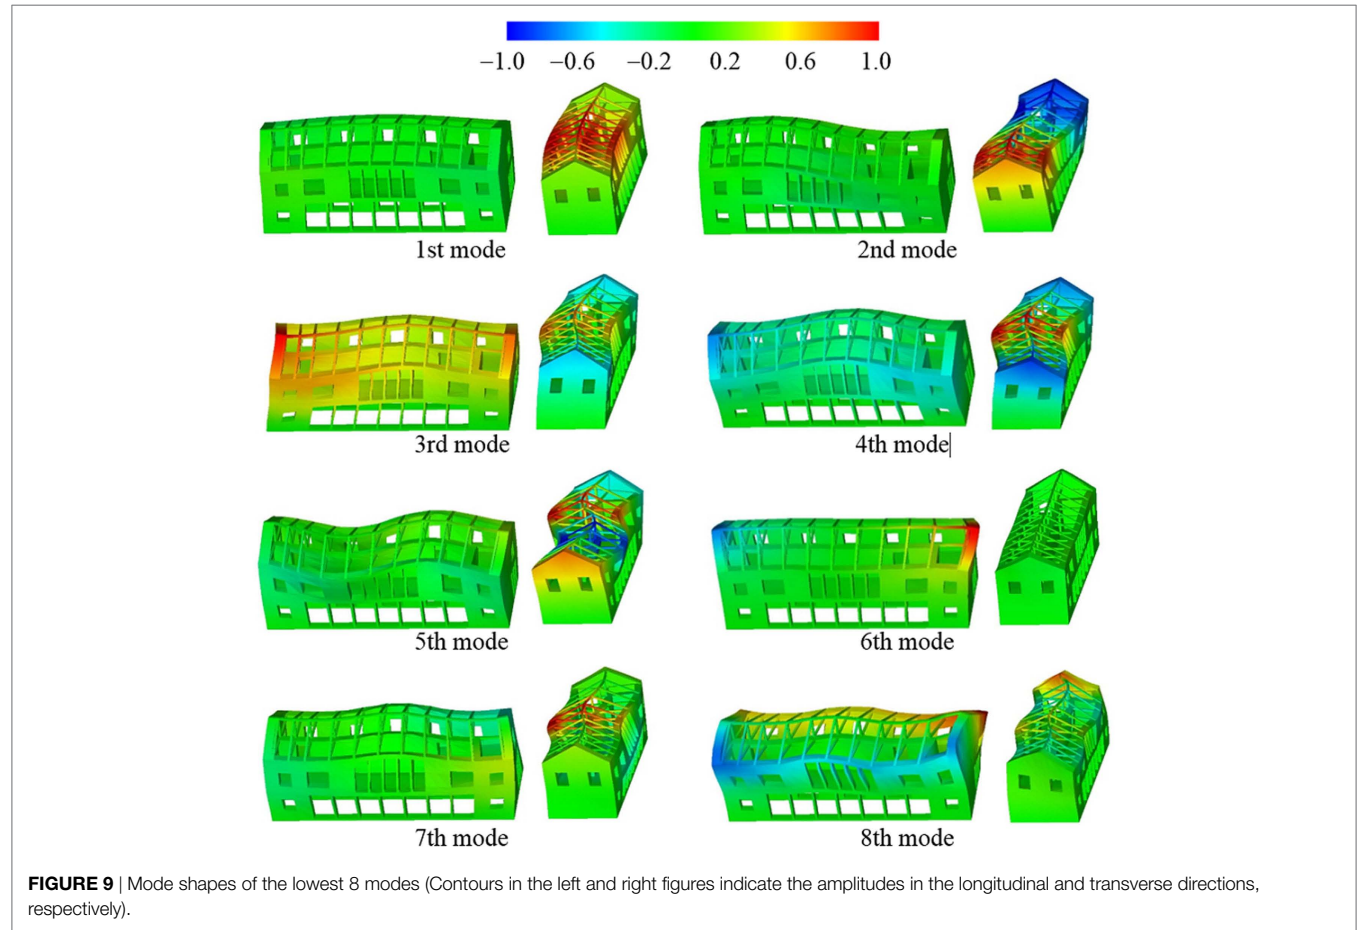 −1.0 −0.6 −0.2 0.2 0.6 1.0
1st mode 2nd mode
3rd mode 4th mode
5th mode 6th mode
7th mode 8th mode
FIGURE 9 | Mode shapes of the lowest 8 modes (Contours in the left and right figures indicate the amplitudes in the longitudinal and transverse directions,
respectively).